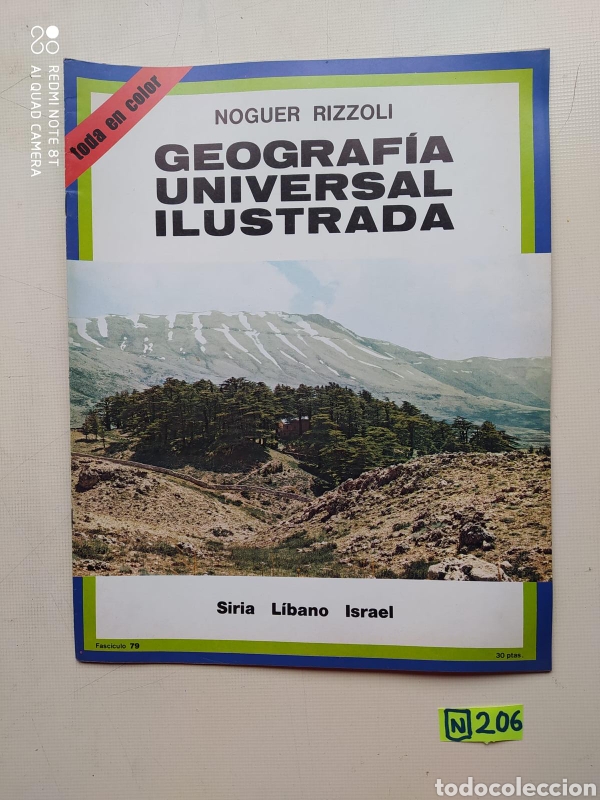 REDMI NOTE 8T
AI QUAD CAMERA
toda en color
NOGUER RIZZOLI
GEOGRAFÍA
UNIVERSAL
ILUSTRADA
Siria Líbano Israel
Fascículo 79
30 ptas.
N 206
todocoleccion